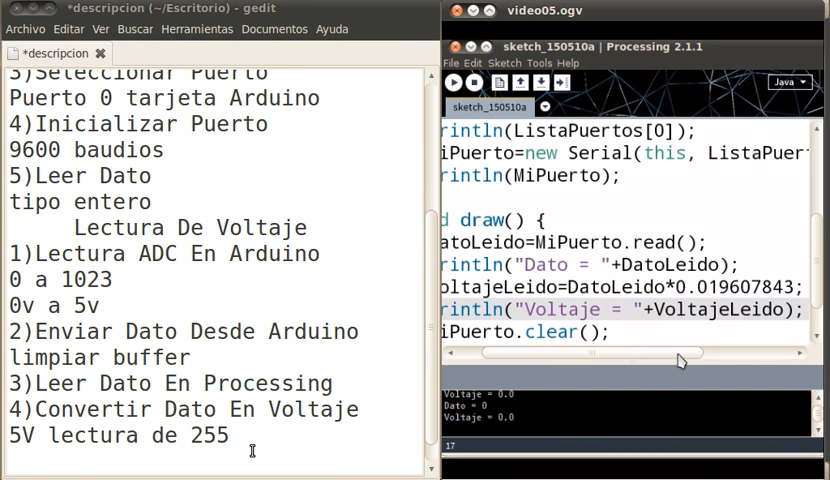 *descripcion (~/Escritorio) - gedit
Archivo Editar Ver Buscar Herramientas Documentos Ayuda
*descripcion
3)Seleccionar Puerto
Puerto 0 tarjeta Arduino
4)Inicializar Puerto
9600 baudios
5)Leer Dato
tipo entero
Lectura De Voltaje
1)Lectura ADC En Arduino
0 a 1023
0v a 5v
2)Enviar Dato Desde Arduino
limpiar buffer
3)Leer Dato En Processing
4)Convertir Dato En Voltaje
5V lectura de 255
video05.ogv
sketch_150510a | Processing 2.1.1
File Edit Sketch Tools Help
Java
sketch_150510a
rintln(ListaPuertos[0]);
iPuerto=new Serial(this, ListaPuer
rintln(MiPuerto);
d draw() {
atoLeido=MiPuerto.read();
rintln("Dato = "+DatoLeido);
oltajeLeido=DatoLeido*0.019607843;
rintln("Voltaje = "+VoltajeLeido);
iPuerto.clear();
Voltaje = 0.0
Dato = 0
Voltaje = 0.0
17